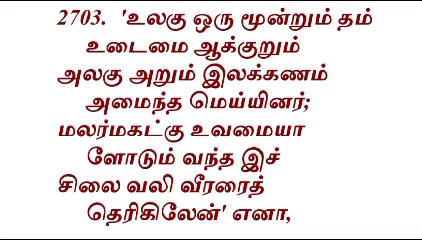 2703. 'உலகு ஒரு மூன்றும் தம்
உடைமை ஆக்குறும்
அலகு அறும் இலக்கணம்
அமைந்த மெய்யினர்;
மலர்மகட்கு உவமையா
ளோடும் வந்த இச்
சிலை வலி வீரரைத்
தெரிகிலேன்' எனா,